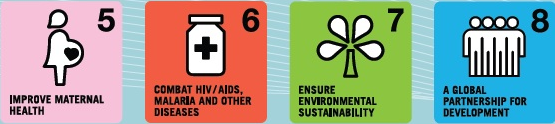 5
IMPROVE MATERNAL
HEALTH
6
COMBAT HIV/AIDS,
MALARIA AND OTHER
DISEASES
7
ENSURE
ENVIRONMENTAL
SUSTAINABILITY
8
A GLOBAL
PARTNERSHIP FOR
DEVELOPMENT